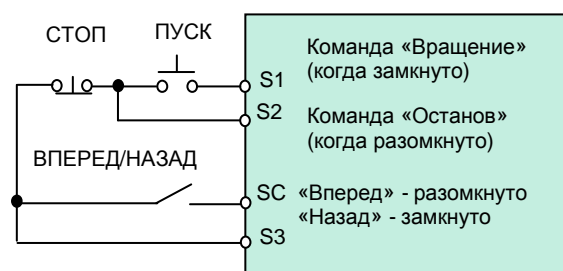 СТОП
ПУСК
S1
Команда «Вращение»
(когда замкнуто)
S2
Команда «Останов»
(когда разомкнуто)
ВПЕРЕД/НАЗАД
SC «Вперед» - разомкнуто
«Назад» - замкнуто
S3